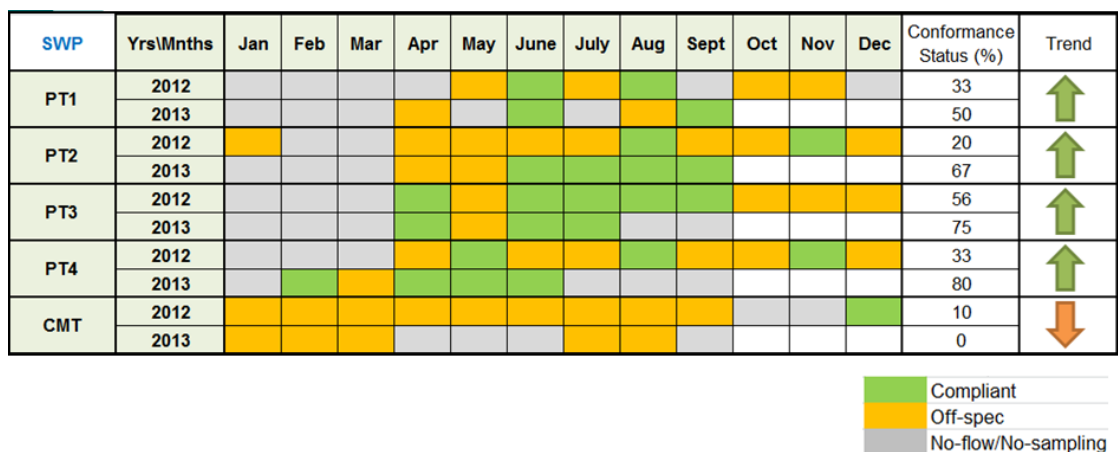 SWP Yrs\Mnths Jan Feb Mar Apr May June July Aug Sept Oct Nov Dec Conformance Status (%) Trend
PT1 2012 33
2013 50
PT2 2012 20
2013 67
PT3 2012 56
2013 75
PT4 2012 33
2013 80
CMT 2012 10
2013 0
Compliant
Off-spec
No-flow/No-sampling